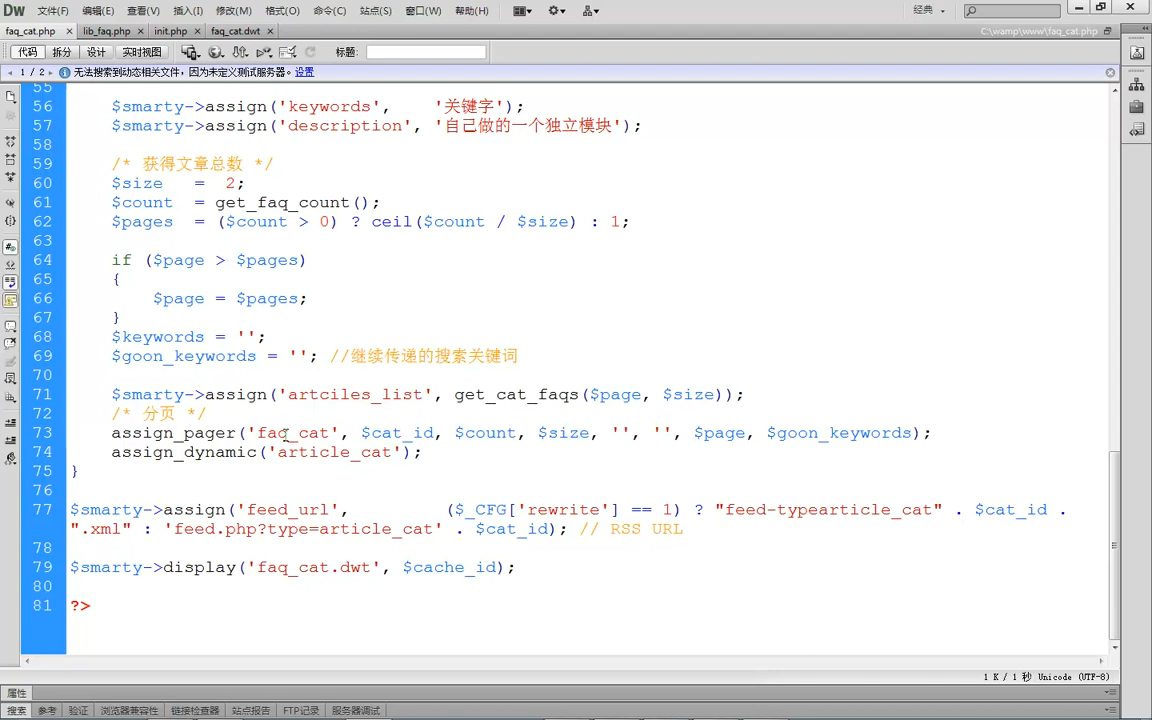 Dw 文件(F) 编辑(E) 查看(V) 插入(I) 修改(M) 格式(O) 命令(C) 站点(S) 窗口(W) 帮助(H) 经典
faq_cat.php × lib_faq.php × init.php × faq_cat.dwt × C:\wamp\www\faq_cat.php
代码 拆分 设计 实时视图 标题:
1 / 2 无法搜索到动态相关文件，因为未定义测试服务器。 设置
55
56 $smarty->assign('keywords', '关键字');
57 $smarty->assign('description', '自己做的一个独立模块');
58
59 /* 获得文章总数 */
60 $size = 2;
61 $count = get_faq_count();
62 $pages = ($count > 0) ? ceil($count / $size) : 1;
63
64 if ($page > $pages)
65 {
66 $page = $pages;
67 }
68 $keywords = '';
69 $goon_keywords = ''; //继续传递的搜索关键词
70
71 $smarty->assign('artciles_list', get_cat_faqs($page, $size));
72 /* 分页 */
73 assign_pager('faq_cat', $cat_id, $count, $size, '', '', $page, $goon_keywords);
74 assign_dynamic('article_cat');
75 }
76
77 $smarty->assign('feed_url', ($_CFG['rewrite'] == 1) ? "feed-typearticle_cat" . $cat_id .
".xml" : 'feed.php?type=article_cat' . $cat_id); // RSS URL
78
79 $smarty->display('faq_cat.dwt', $cache_id);
80
81 ?>
1 K / 1 秒 Unicode (UTF-8)
属性
搜索 参考 验证 浏览器兼容性 链接检查器 站点报告 FTP记录 服务器调试